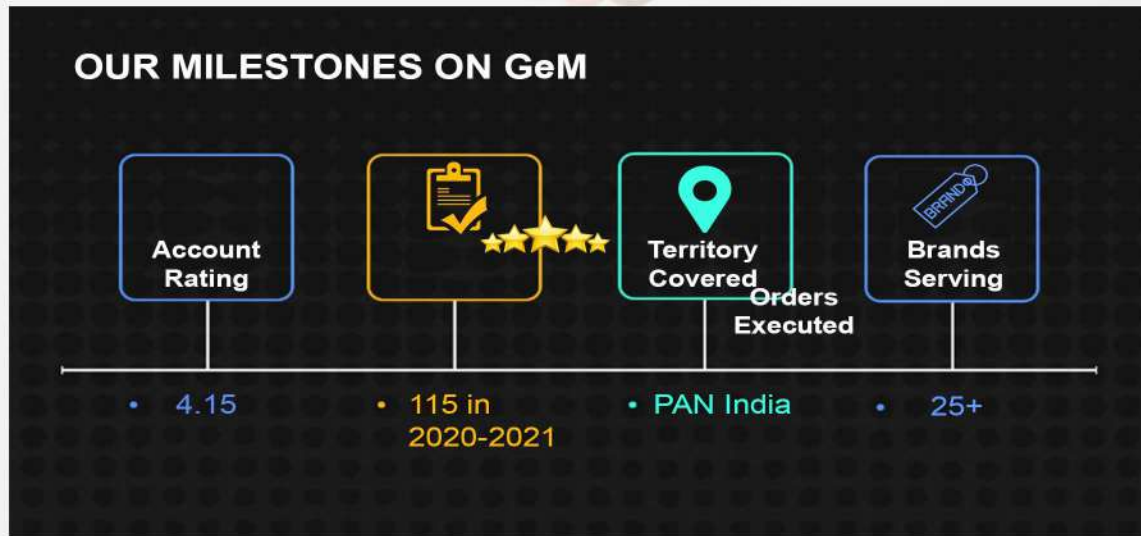 OUR MILESTONES ON GeM
Account
Rating
Territory
Covered
Orders
Executed
BRAND
Brands
Serving
• 4.15
• 115 in
2020-2021
• PAN India
• 25+